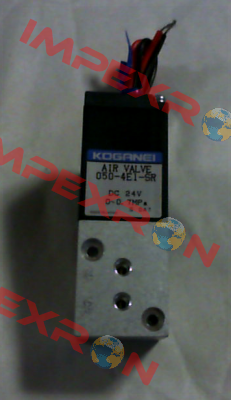 KOGANEI
AIR VALVE
050-4E1-SR
DC 24V
0-0.7MPa
IMPEXRON
IMPEXRON
IMPEXRON